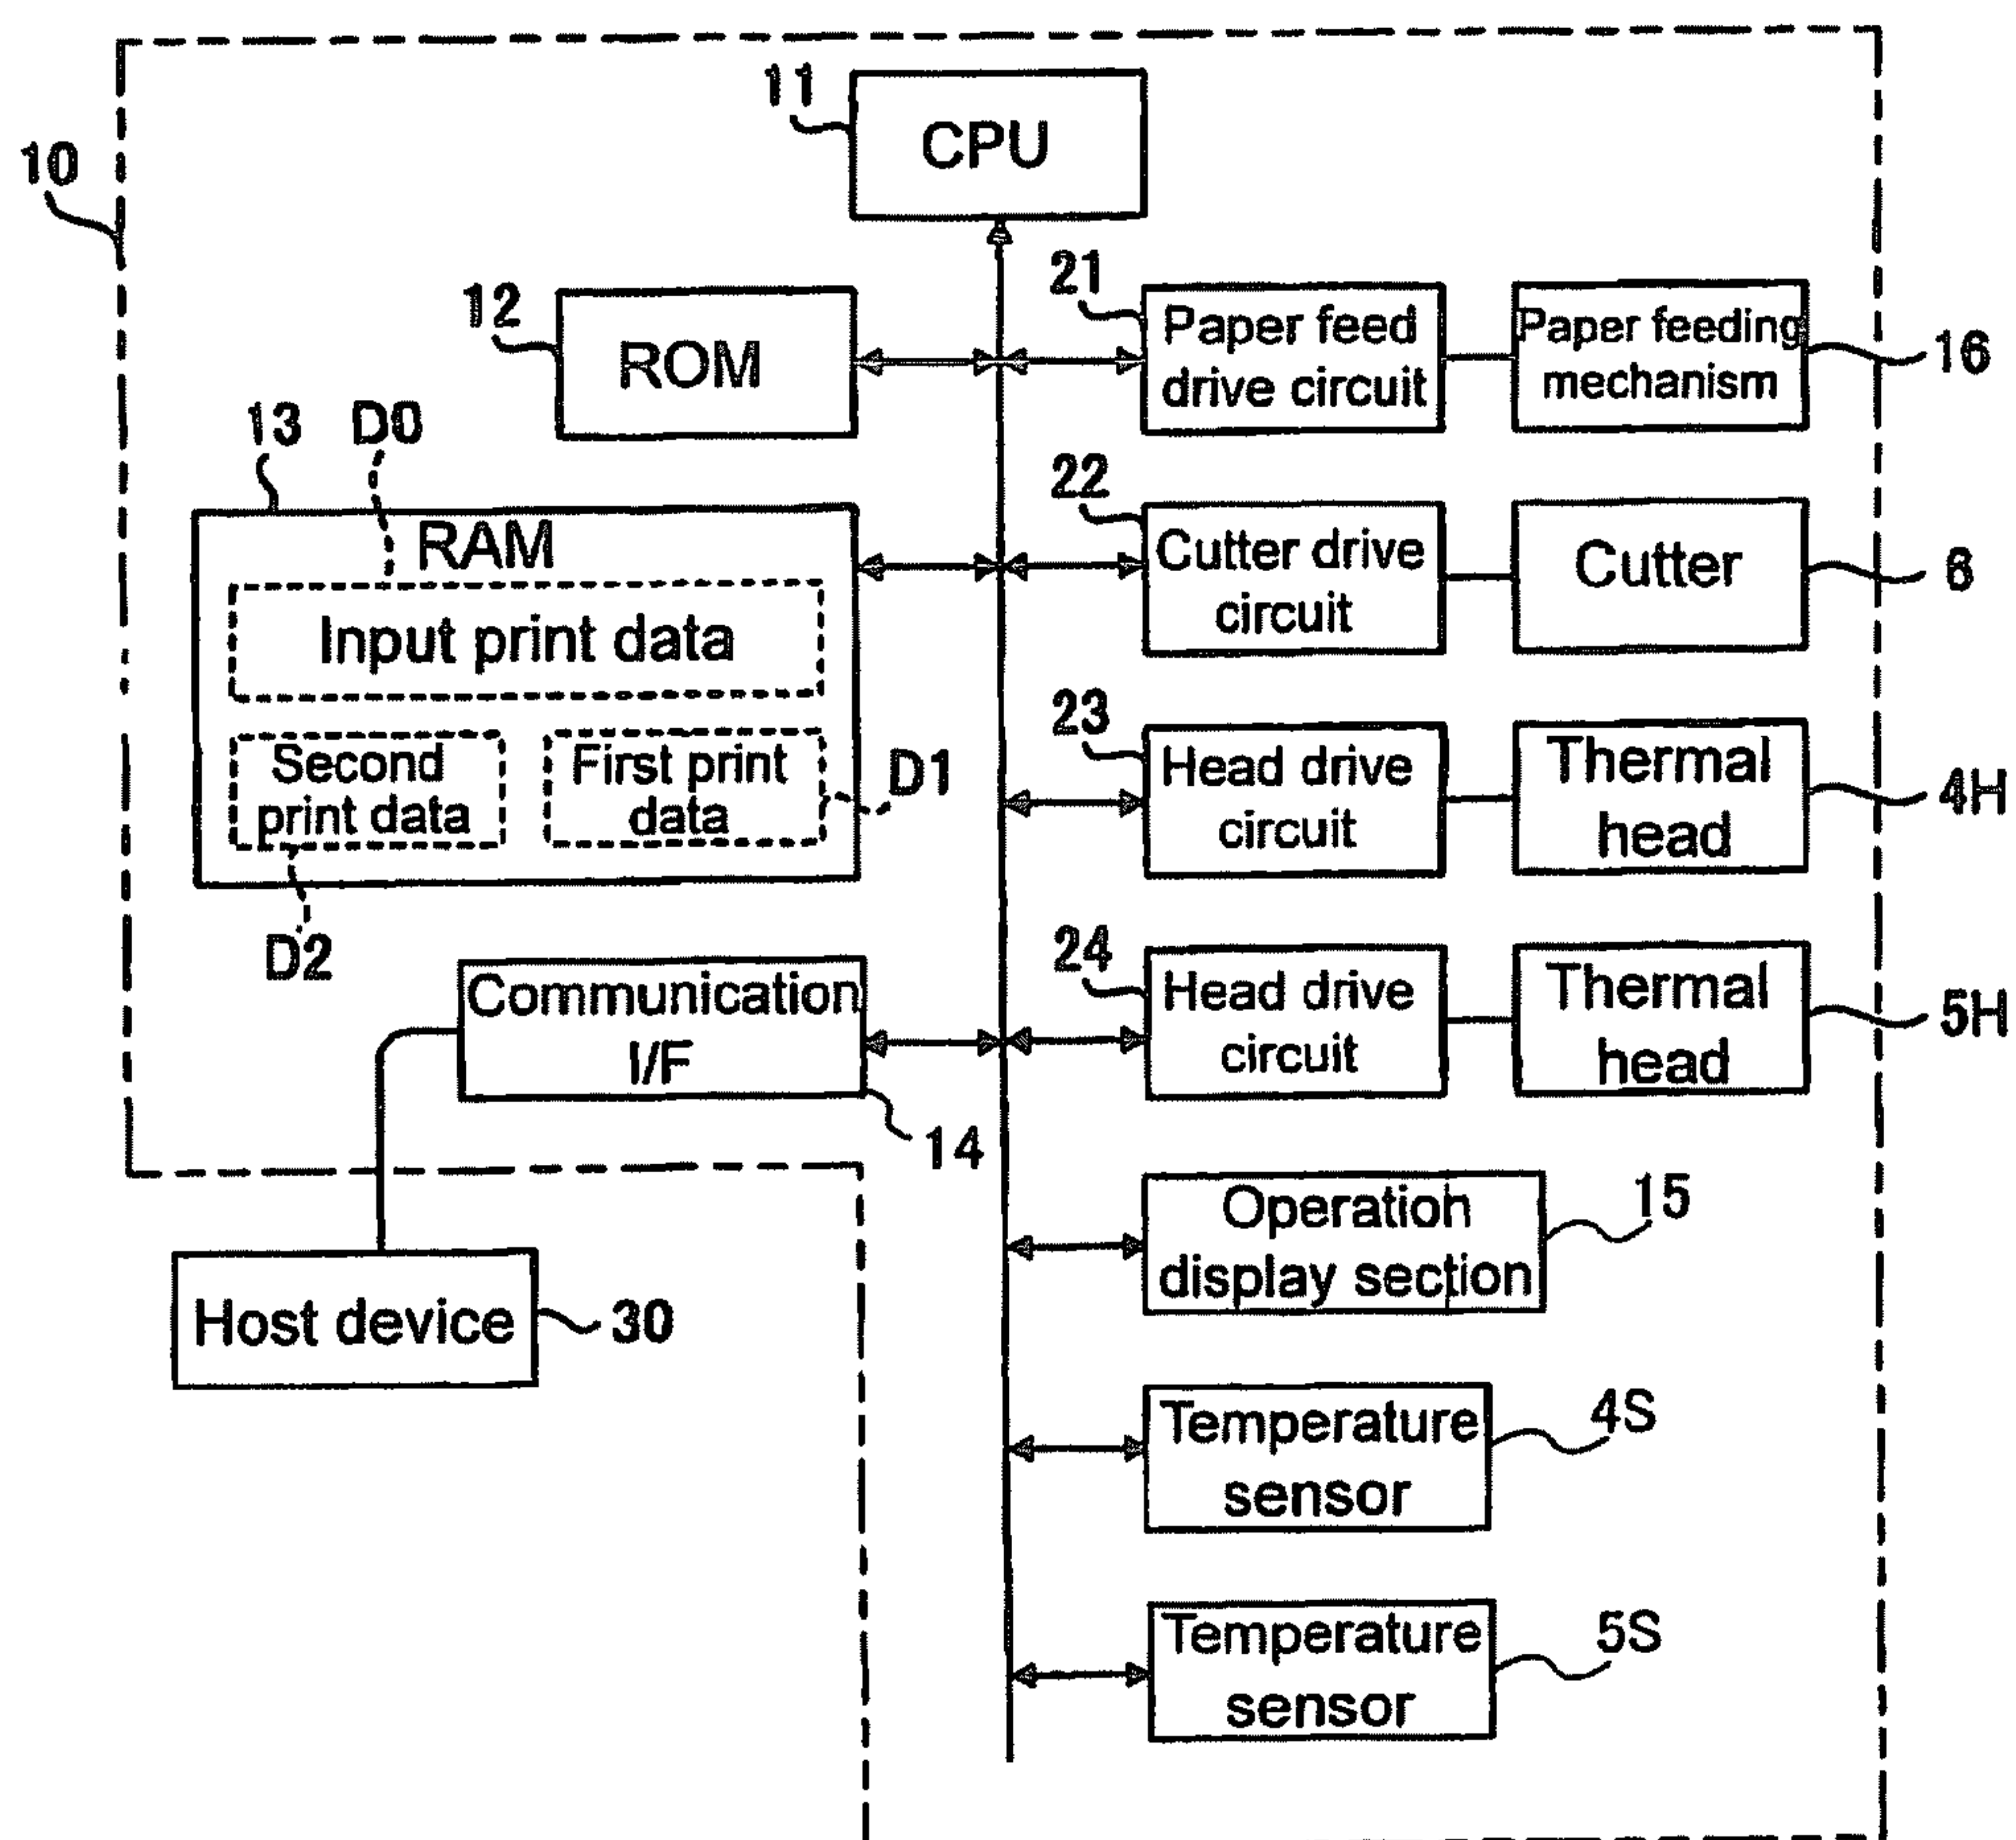 11
CPU
10
12
ROM
21
Paper feed
drive circuit
Paper feeding
mechanism
16
13
D0
RAM
Input print data
Second
print data
First print
data
D1
D2
22
Cutter drive
circuit
Cutter
6
23
Head drive
circuit
Thermal
head
4H
Communication
I/F
14
24
Head drive
circuit
Thermal
head
5H
Host device
30
Operation
display section
15
Temperature
sensor
4S
Temperature
sensor
5S